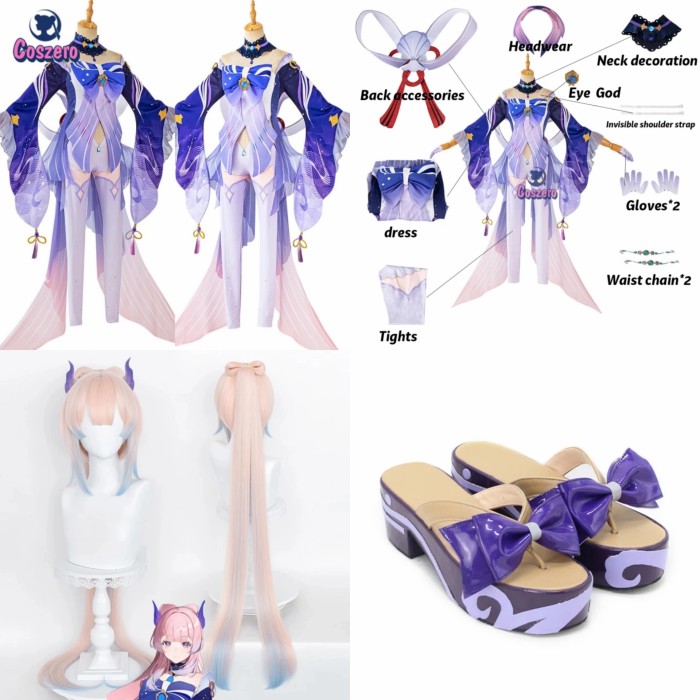 Coszero
Headwear
Neck decoration
Back accessories
Eye God
Invisible shoulder strap
Coszero
Gloves*2
dress
Waist chain*2
Tights